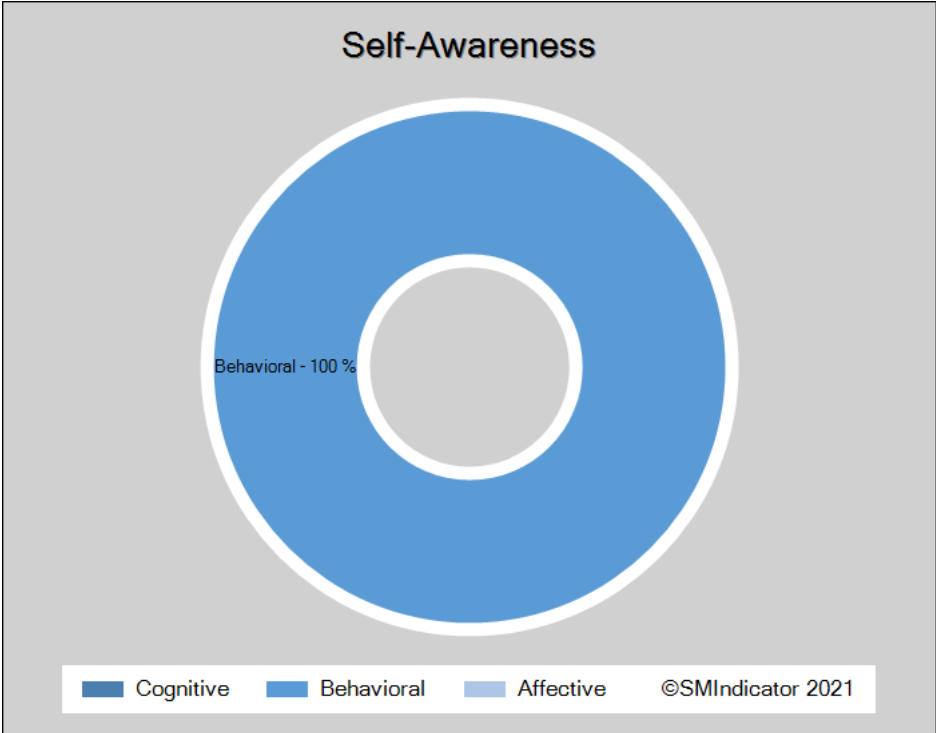 Self-Awareness
Behavioral - 100 %
Cognitive Behavioral Affective ©SMIndicator 2021